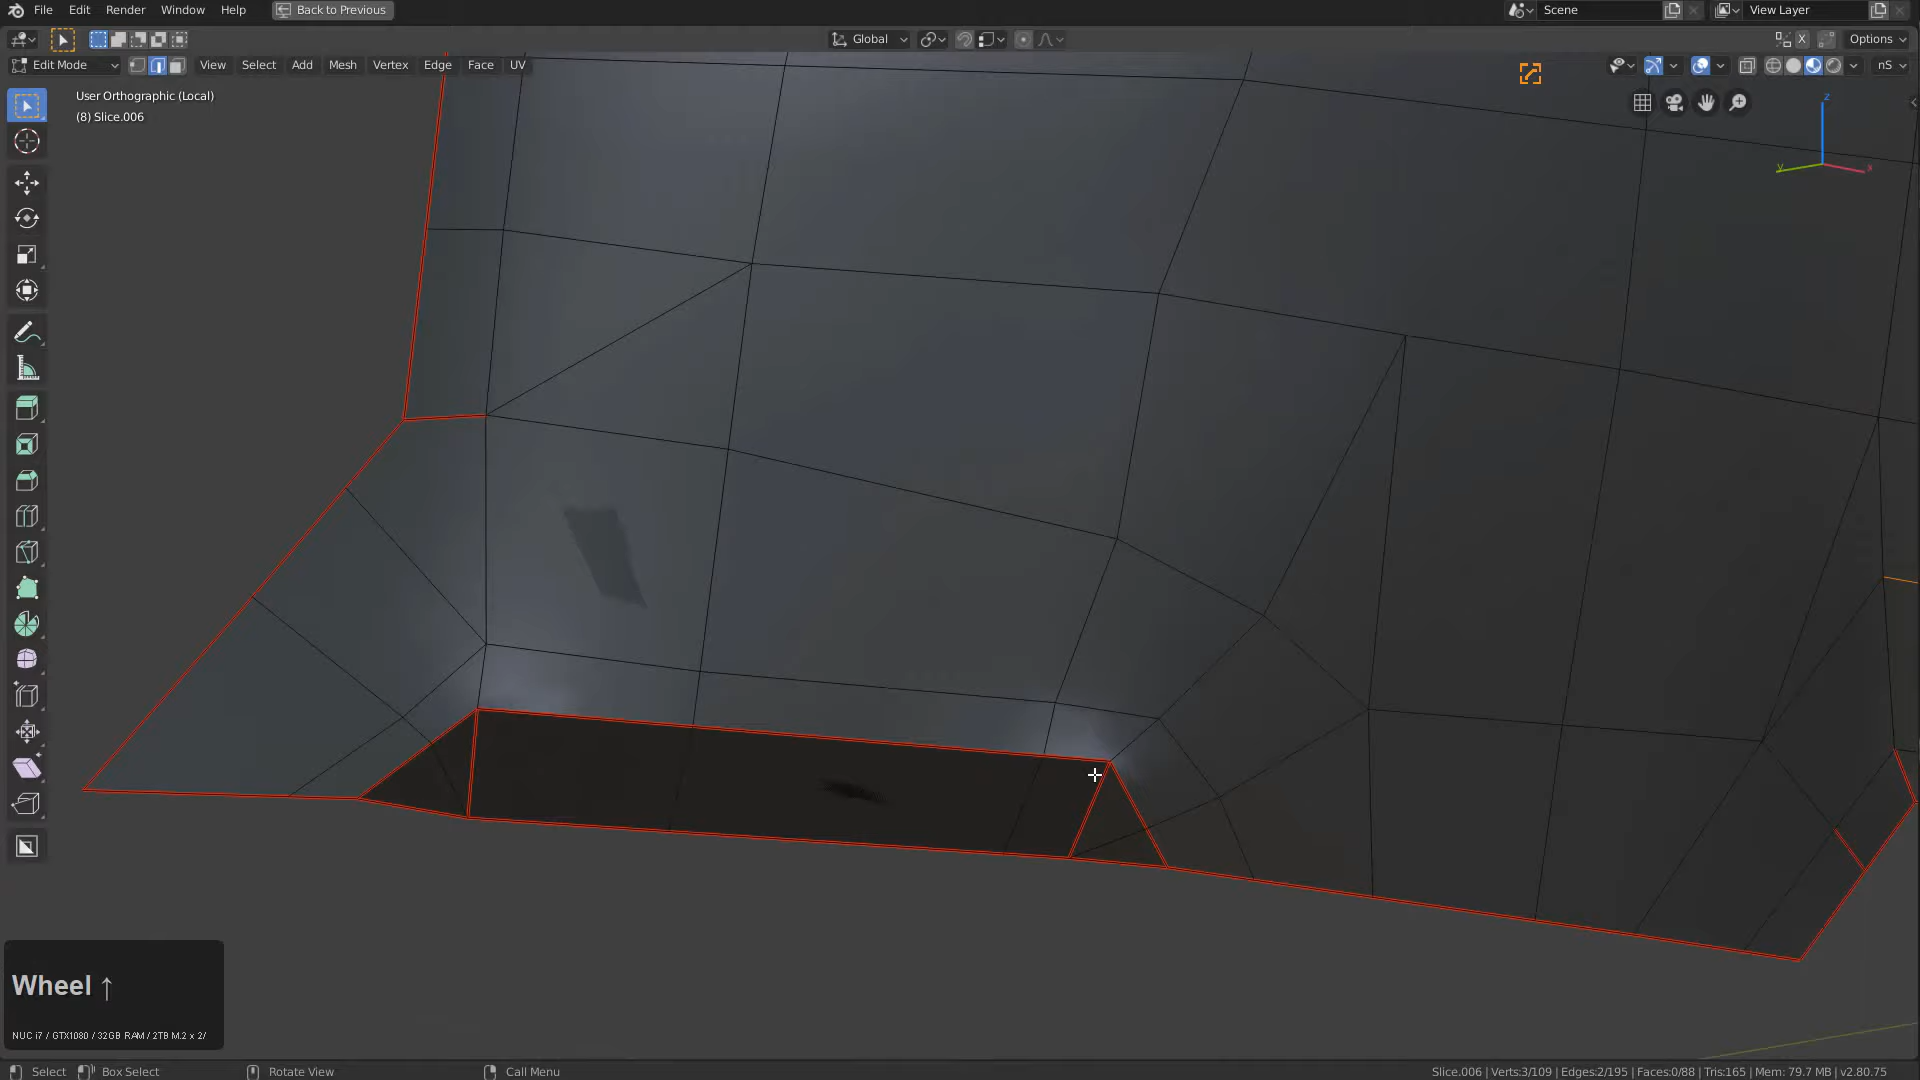 File Edit Render Window Help Back to Previous Scene View Layer
Global X Options
Edit Mode View Select Add Mesh Vertex Edge Face UV nS
User Orthographic (Local)
(8) Slice.006
z
y x
Wheel ↑
NUC i7 / GTX1080 / 32GB RAM / 2TB M.2 x 2/
Select Box Select Rotate View Call Menu Slice.006 | Verts:3/109 | Edges:2/195 | Faces:0/88 | Tris:165 | Mem: 79.7 MB | v2.80.75